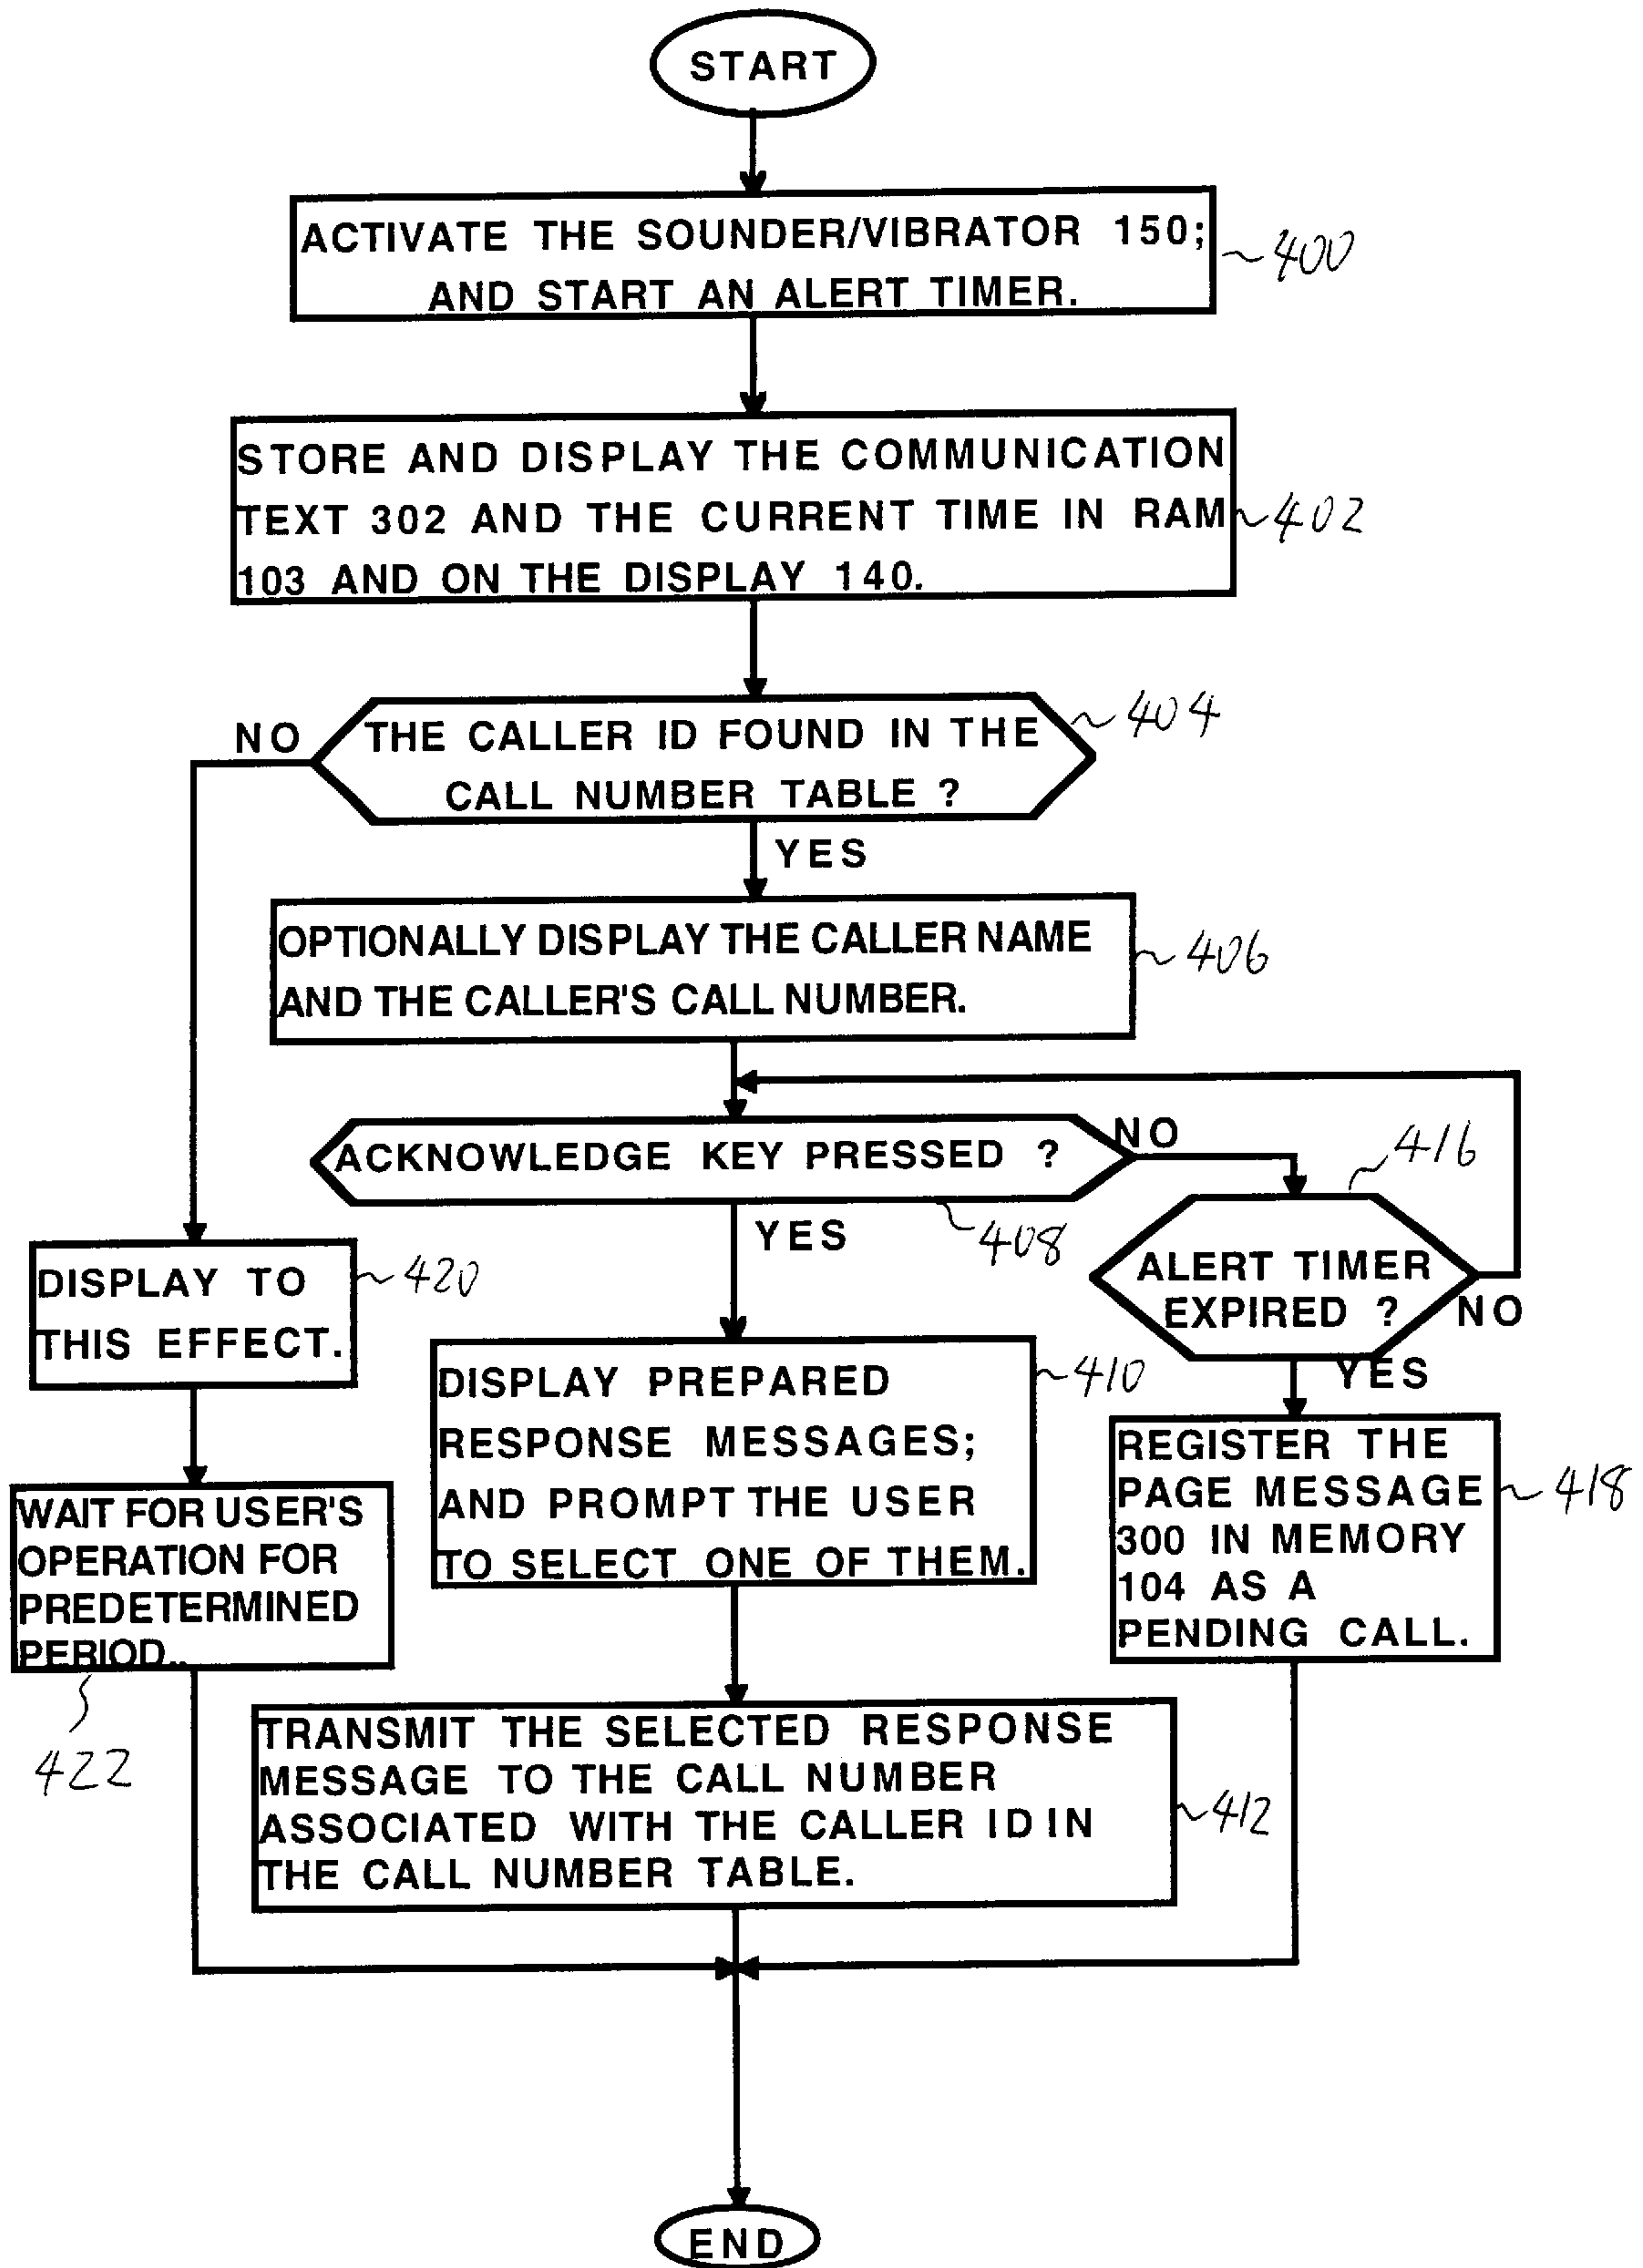 START
ACTIVATE THE SOUNDER/VIBRATOR 150;
AND START AN ALERT TIMER.
400
STORE AND DISPLAY THE COMMUNICATION
TEXT 302 AND THE CURRENT TIME IN RAM
103 AND ON THE DISPLAY 140.
402
THE CALLER ID FOUND IN THE
CALL NUMBER TABLE ?
404
NO
YES
OPTIONALLY DISPLAY THE CALLER NAME
AND THE CALLER'S CALL NUMBER.
406
ACKNOWLEDGE KEY PRESSED ?
NO
408
YES
416
ALERT TIMER
EXPIRED ?
NO
YES
DISPLAY TO
THIS EFFECT.
420
DISPLAY PREPARED
RESPONSE MESSAGES;
AND PROMPT THE USER
TO SELECT ONE OF THEM.
410
REGISTER THE
PAGE MESSAGE
300 IN MEMORY
104 AS A
PENDING CALL.
418
WAIT FOR USER'S
OPERATION FOR
PREDETERMINED
PERIOD..
422
TRANSMIT THE SELECTED RESPONSE
MESSAGE TO THE CALL NUMBER
ASSOCIATED WITH THE CALLER ID IN
THE CALL NUMBER TABLE.
412
END